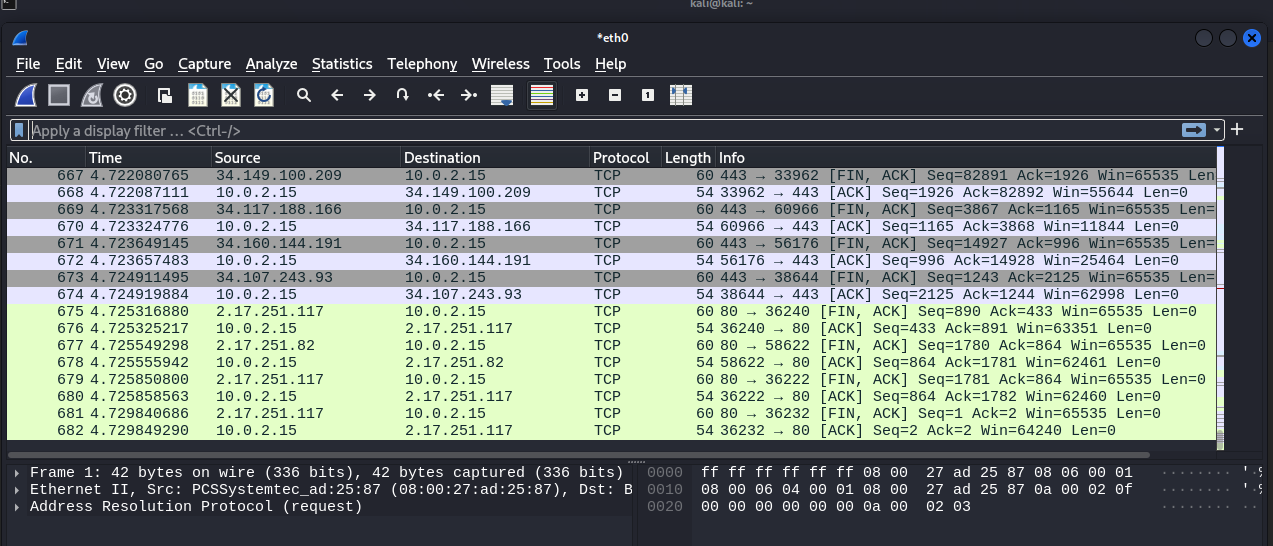 kali@kali: ~
*eth0
File Edit View Go Capture Analyze Statistics Telephony Wireless Tools Help
Apply a display filter … <Ctrl-/>
No. Time Source Destination Protocol Length Info
667 4.722080765 34.149.100.209 10.0.2.15 TCP 60 443 → 33962 [FIN, ACK] Seq=82891 Ack=1926 Win=65535 Len
668 4.722087111 10.0.2.15 34.149.100.209 TCP 54 33962 → 443 [ACK] Seq=1926 Ack=82892 Win=55644 Len=0
669 4.723317568 34.117.188.166 10.0.2.15 TCP 60 443 → 60966 [FIN, ACK] Seq=3867 Ack=1165 Win=65535 Len=
670 4.723324776 10.0.2.15 34.117.188.166 TCP 54 60966 → 443 [ACK] Seq=1165 Ack=3868 Win=11844 Len=0
671 4.723649145 34.160.144.191 10.0.2.15 TCP 60 443 → 56176 [FIN, ACK] Seq=14927 Ack=996 Win=65535 Len=
672 4.723657483 10.0.2.15 34.160.144.191 TCP 54 56176 → 443 [ACK] Seq=996 Ack=14928 Win=25464 Len=0
673 4.724911495 34.107.243.93 10.0.2.15 TCP 60 443 → 38644 [FIN, ACK] Seq=1243 Ack=2125 Win=65535 Len=
674 4.724919884 10.0.2.15 34.107.243.93 TCP 54 38644 → 443 [ACK] Seq=2125 Ack=1244 Win=62998 Len=0
675 4.725316880 2.17.251.117 10.0.2.15 TCP 60 80 → 36240 [FIN, ACK] Seq=890 Ack=433 Win=65535 Len=0
676 4.725325217 10.0.2.15 2.17.251.117 TCP 54 36240 → 80 [ACK] Seq=433 Ack=891 Win=63351 Len=0
677 4.725549298 2.17.251.82 10.0.2.15 TCP 60 80 → 58622 [FIN, ACK] Seq=1780 Ack=864 Win=65535 Len=0
678 4.725555942 10.0.2.15 2.17.251.82 TCP 54 58622 → 80 [ACK] Seq=864 Ack=1781 Win=62461 Len=0
679 4.725850800 2.17.251.117 10.0.2.15 TCP 60 80 → 36222 [FIN, ACK] Seq=1781 Ack=864 Win=65535 Len=0
680 4.725858563 10.0.2.15 2.17.251.117 TCP 54 36222 → 80 [ACK] Seq=864 Ack=1782 Win=62460 Len=0
681 4.729840686 2.17.251.117 10.0.2.15 TCP 60 80 → 36232 [FIN, ACK] Seq=1 Ack=2 Win=65535 Len=0
682 4.729849290 10.0.2.15 2.17.251.117 TCP 54 36232 → 80 [ACK] Seq=2 Ack=2 Win=64240 Len=0
Frame 1: 42 bytes on wire (336 bits), 42 bytes captured (336 bits)
Ethernet II, Src: PCSSystemtec_ad:25:87 (08:00:27:ad:25:87), Dst: B
Address Resolution Protocol (request)
0000 ff ff ff ff ff ff 08 00 27 ad 25 87 08 06 00 01 ········ '·%
0010 08 00 06 04 00 01 08 00 27 ad 25 87 0a 00 02 0f ········ '·%
0020 00 00 00 00 00 00 0a 00 02 03 ········ ··